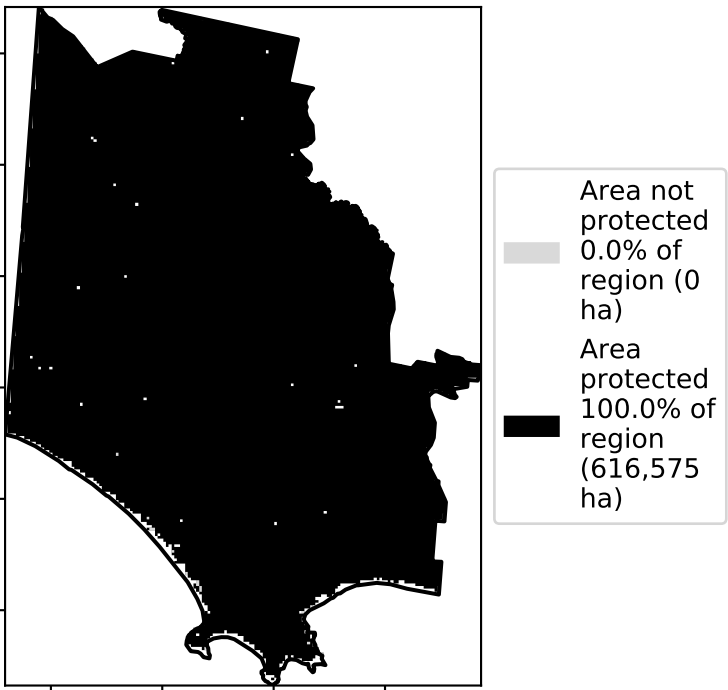 Area not
protected
0.0% of
region (0
ha)
Area
protected
100.0% of
region
(616,575
ha)